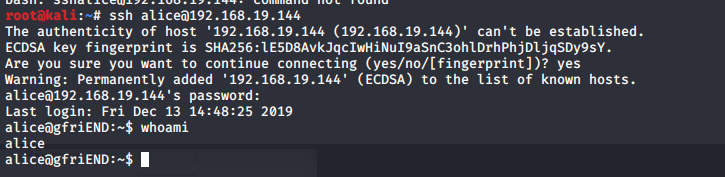 bash: sshalice@192.168.19.144: command not found
root@kali:~# ssh alice@192.168.19.144
The authenticity of host '192.168.19.144 (192.168.19.144)' can't be established.
ECDSA key fingerprint is SHA256:lE5D8AvkJqcIwHiNuI9aSnC3ohlDrhPhjDljqSDy9sY.
Are you sure you want to continue connecting (yes/no/[fingerprint])? yes
Warning: Permanently added '192.168.19.144' (ECDSA) to the list of known hosts.
alice@192.168.19.144's password:
Last login: Fri Dec 13 14:48:25 2019
alice@gfriEND:~$ whoami
alice
alice@gfriEND:~$